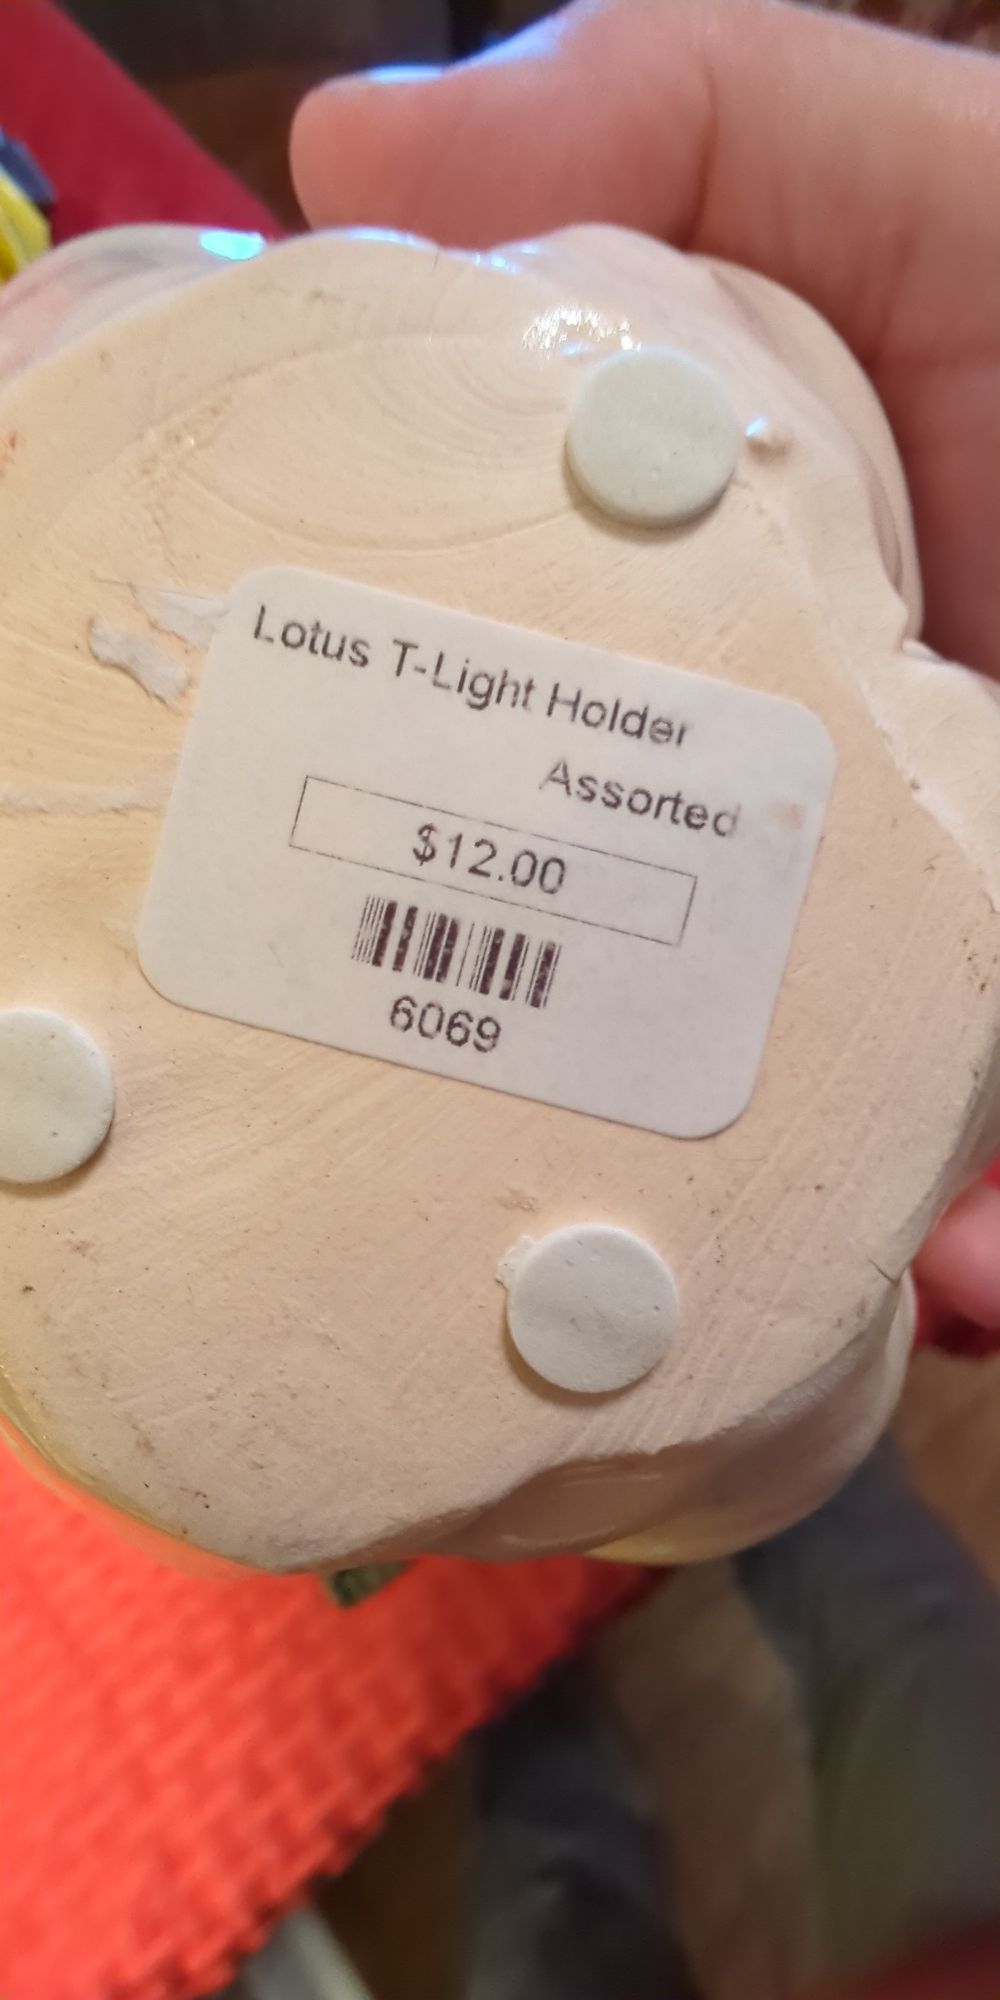 Lotus T-Light Holder
Assorted
$12.00
6069